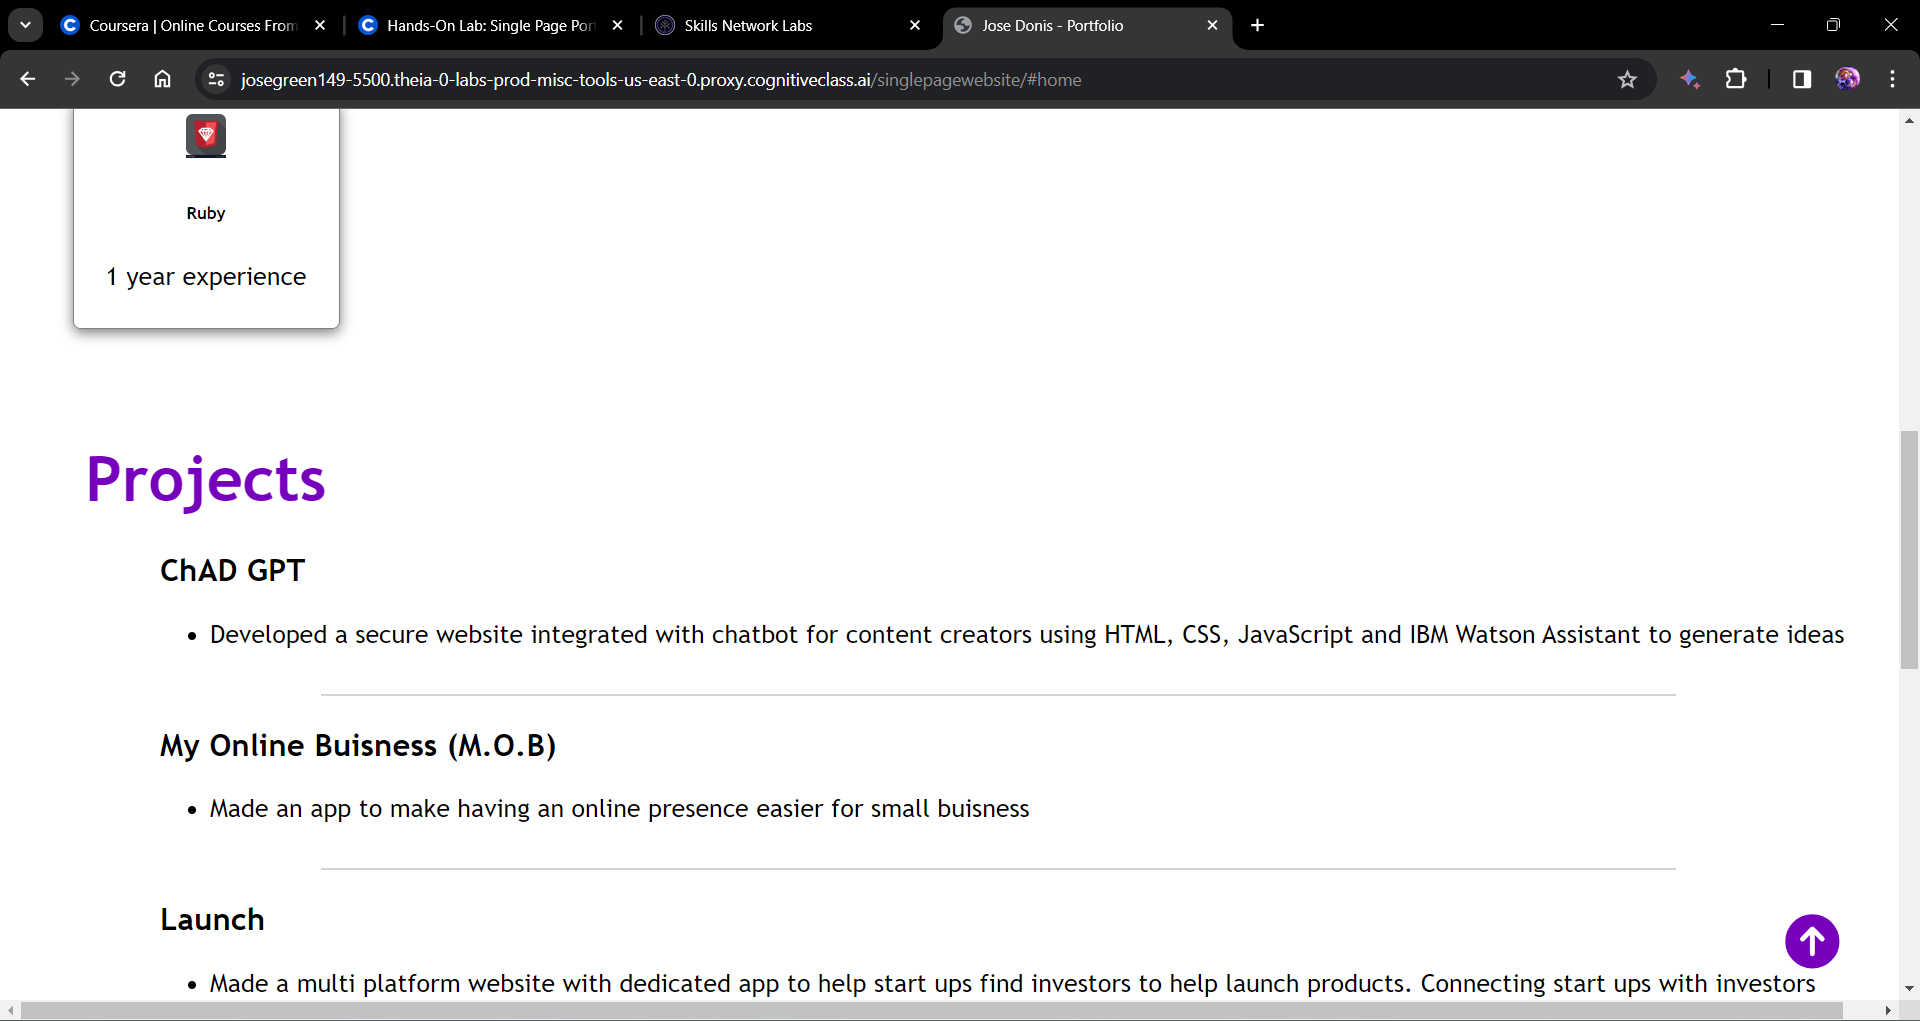 Coursera | Online Courses From
Hands-On Lab: Single Page Por
Skills Network Labs
Jose Donis - Portfolio
josegreen149-5500.theia-0-labs-prod-misc-tools-us-east-0.proxy.cognitiveclass.ai/singlepagewebsite/#home
Ruby
1 year experience
Projects
ChAD GPT
• Developed a secure website integrated with chatbot for content creators using HTML, CSS, JavaScript and IBM Watson Assistant to generate ideas
My Online Buisness (M.O.B)
• Made an app to make having an online presence easier for small buisness
Launch
• Made a multi platform website with dedicated app to help start ups find investors to help launch products. Connecting start ups with investors